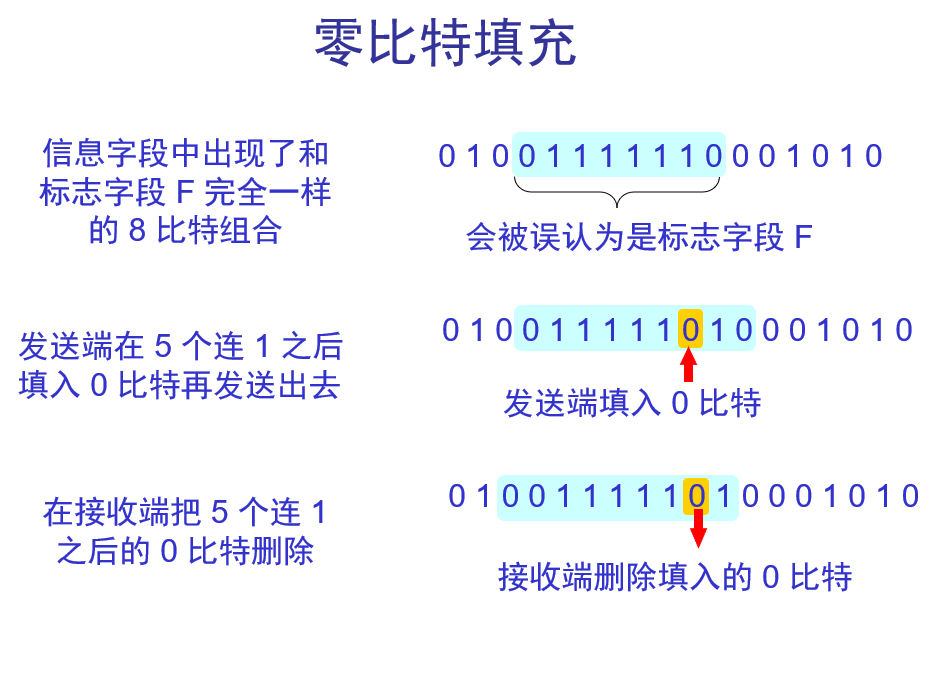 零比特填充
信息字段中出现了和
标志字段 F 完全一样
的 8 比特组合
0 1 0 0 1 1 1 1 1 1 0 0 0 1 0 1 0
会被误认为是标志字段 F
发送端在 5 个连 1 之后
填入 0 比特再发送出去
0 1 0 0 1 1 1 1 1 0 1 0 0 0 1 0 1 0
发送端填入 0 比特
在接收端把 5 个连 1
之后的 0 比特删除
0 1 0 0 1 1 1 1 1 0 1 0 0 0 1 0 1 0
接收端删除填入的 0 比特